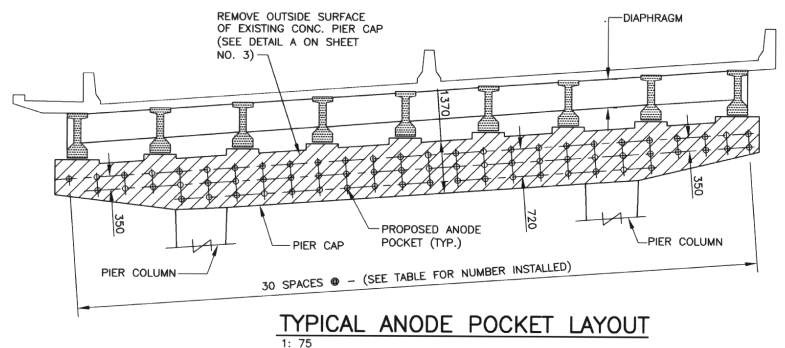 REMOVE OUTSIDE SURFACE
OF EXISTING CONC. PIER CAP
(SEE DETAIL A ON SHEET
NO. 3)
DIAPHRAGM
1370
350
720
350
PROPOSED ANODE
POCKET (TYP.)
PIER CAP
PIER COLUMN
PIER COLUMN
30 SPACES @ - (SEE TABLE FOR NUMBER INSTALLED)
TYPICAL ANODE POCKET LAYOUT
1: 75